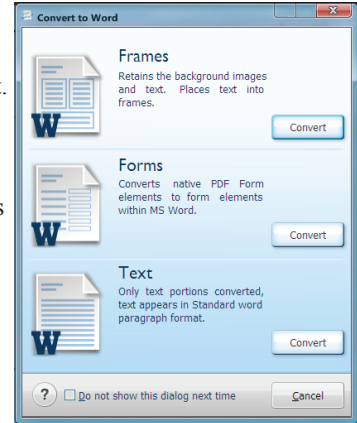 Convert to Word
Frames
Retains the background images
and text. Places text into
frames.
Convert
Forms
Converts native PDF Form
elements to form elements
within MS Word.
Convert
Text
Only text portions converted,
text appears in Standard word
paragraph format.
Convert
? Do not show this dialog next time
Cancel